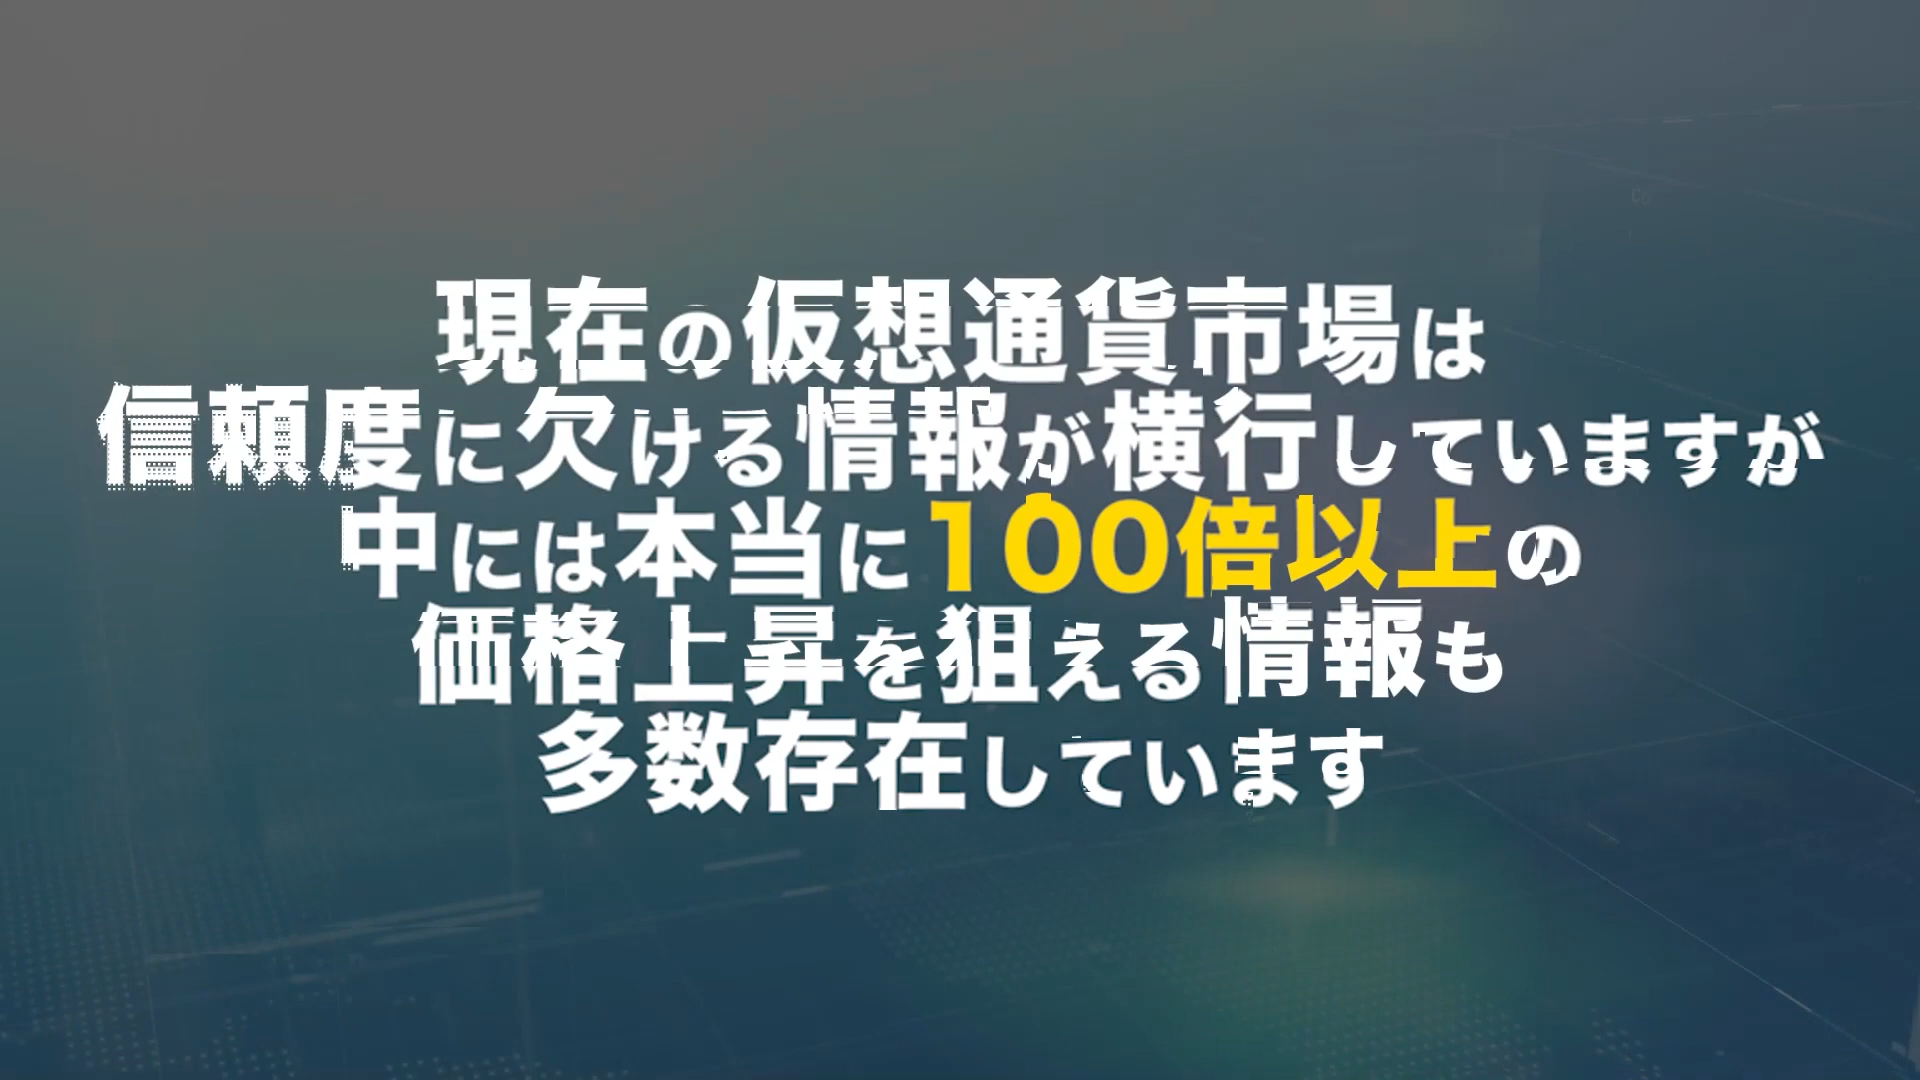 現在の仮想通貨市場は
信頼度に欠ける情報が横行していますが
中には本当に100倍以上の
価格上昇を狙える情報も
多数存在しています